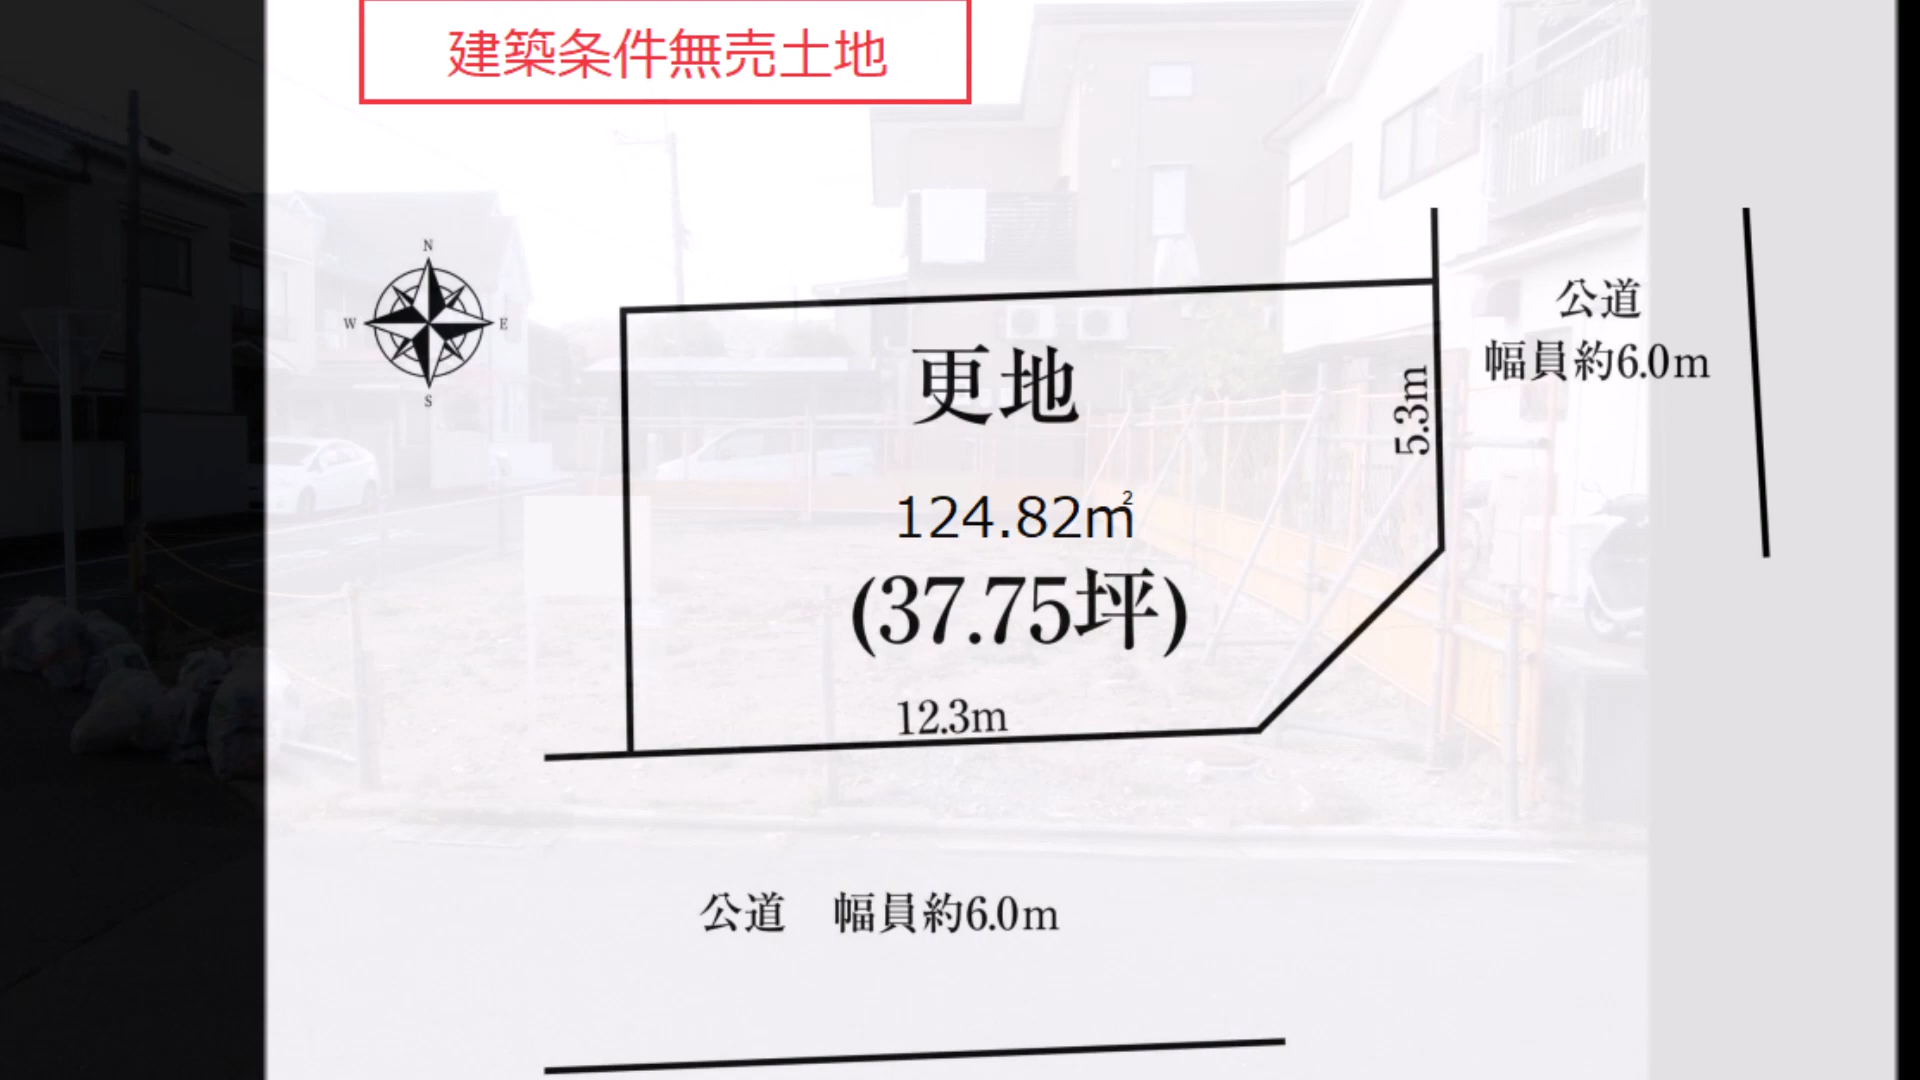 建築条件無売土地
N
W E
S
公道
幅員約6.0m
更地
5.3m
124.82㎡
(37.75坪)
12.3m
公道　幅員約6.0m